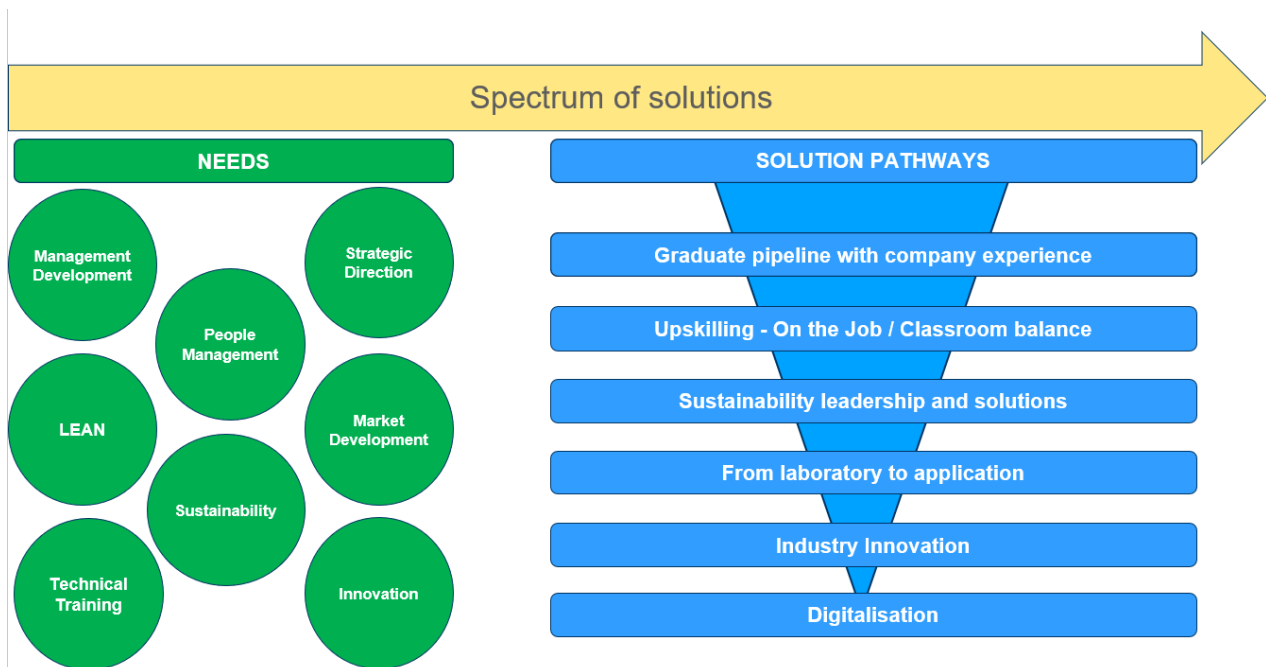 Spectrum of solutions
NEEDS
Management
Development
Strategic
Direction
People
Management
LEAN
Market
Development
Sustainability
Technical
Training
Innovation
SOLUTION PATHWAYS
Graduate pipeline with company experience
Upskilling - On the Job / Classroom balance
Sustainability leadership and solutions
From laboratory to application
Industry Innovation
Digitalisation